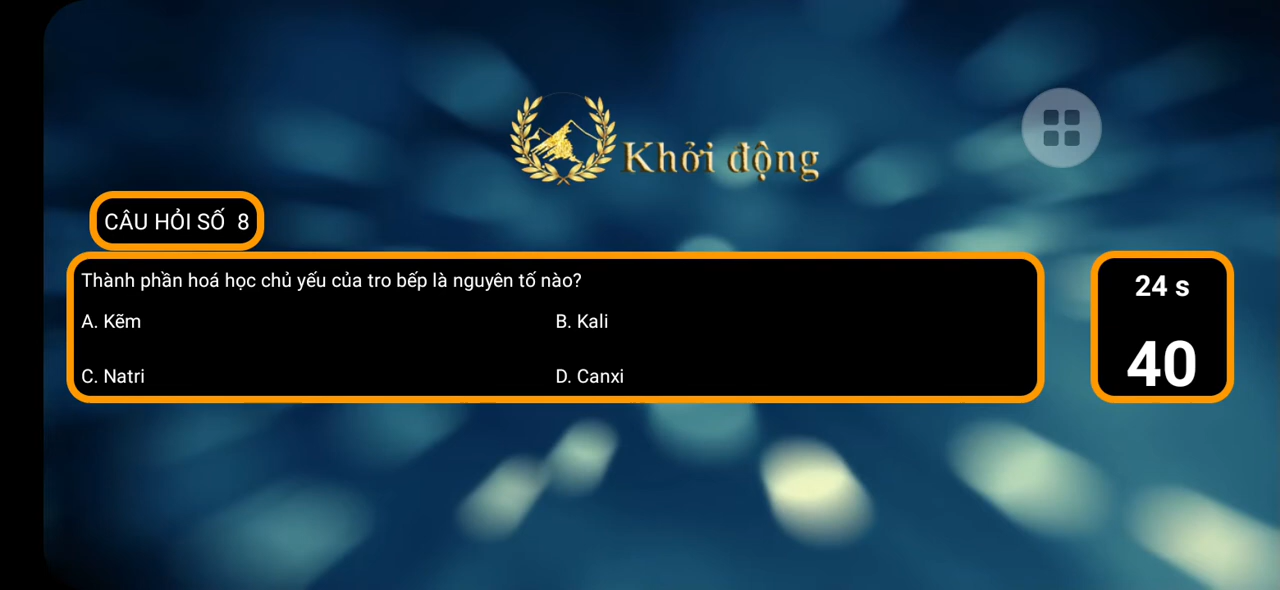 Khởi động
CÂU HỎI SỐ 8
Thành phần hoá học chủ yếu của tro bếp là nguyên tố nào?
A. Kẽm
B. Kali
C. Natri
D. Canxi
24 s
40